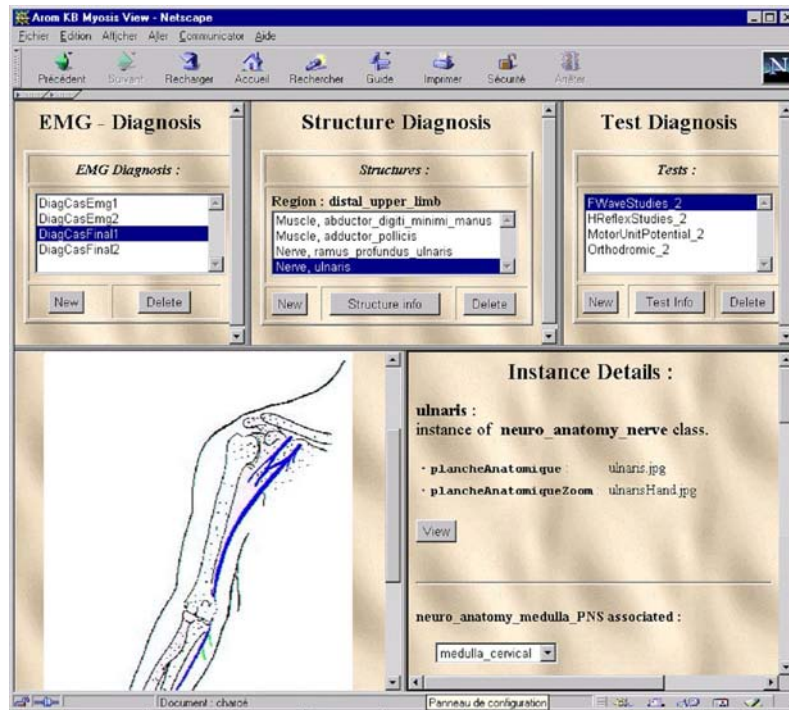 Arom KB Myosis View - Netscape
Fichier Edition Afficher Aller Communicator Aide
Précédent Suivant Recharger Accueil Rechercher Guide Imprimer Sécurité Arrêter
N
EMG - Diagnosis
EMG Diagnosis :
DiagCasEmg1
DiagCasEmg2
DiagCasFinal1
DiagCasFinal2
New Delete
Structure Diagnosis
Structures :
Region : distal_upper_limb
Muscle, abductor_digiti_minimi_manus
Muscle, adductor_pollicis
Nerve, ramus_profundus_ulnaris
Nerve, ulnaris
New Structure info Delete
Test Diagnosis
Tests :
FWaveStudies_2
HReflexStudies_2
MotorUnitPotential_2
Orthodromic_2
New Test Info Delete
Instance Details :
ulnaris :
instance of neuro_anatomy_nerve class.
· plancheAnatomique : ulnaris.jpg
· plancheAnatomiqueZoom : ulnarisHand.jpg
View
neuro_anatomy_medulla_PNS associated :
medulla_cervical
Document : chargé
Panneau de configuration